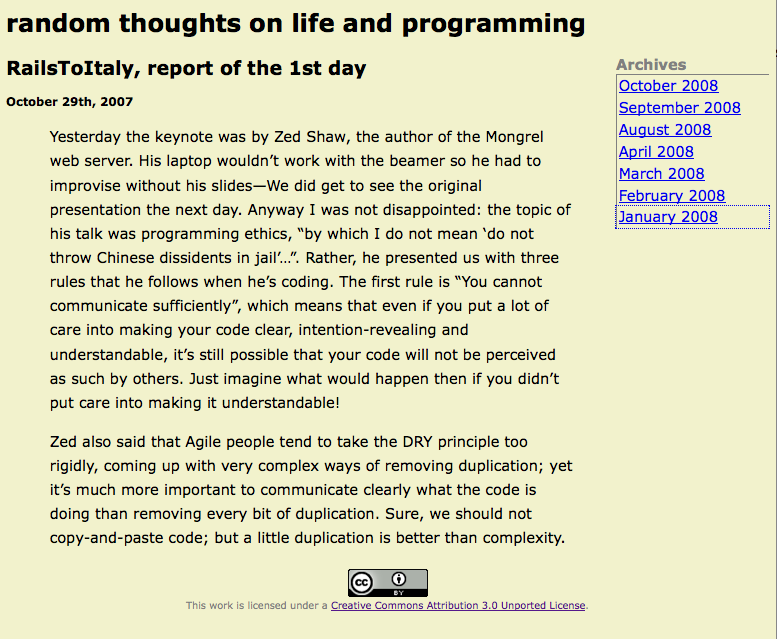 random thoughts on life and programming
RailsToItaly, report of the 1st day
October 29th, 2007
Yesterday the keynote was by Zed Shaw, the author of the Mongrel
web server. His laptop wouldn’t work with the beamer so he had to
improvise without his slides—We did get to see the original
presentation the next day. Anyway I was not disappointed: the topic of
his talk was programming ethics, “by which I do not mean ‘do not
throw Chinese dissidents in jail’…”. Rather, he presented us with three
rules that he follows when he’s coding. The first rule is “You cannot
communicate sufficiently”, which means that even if you put a lot of
care into making your code clear, intention-revealing and
understandable, it’s still possible that your code will not be perceived
as such by others. Just imagine what would happen then if you didn’t
put care into making it understandable!
Zed also said that Agile people tend to take the DRY principle too
rigidly, coming up with very complex ways of removing duplication; yet
it’s much more important to communicate clearly what the code is
doing than removing every bit of duplication. Sure, we should not
copy-and-paste code; but a little duplication is better than complexity.
Archives
October 2008
September 2008
August 2008
April 2008
March 2008
February 2008
January 2008
cc
BY
This work is licensed under a Creative Commons Attribution 3.0 Unported License.